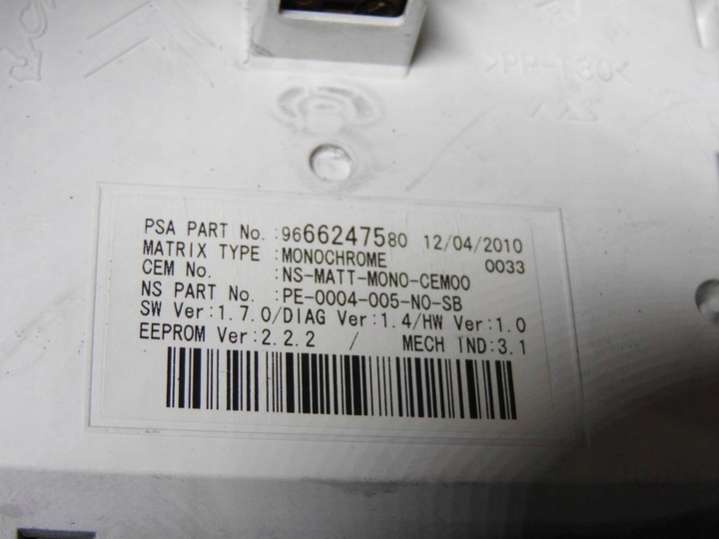 >PP-T30<
PSA PART No.:9666247580 12/04/2010
MATRIX TYPE :MONOCHROME 0033
CEM No. :NS-MATT-MONO-CEM00
NS PART No. :PE-0004-005-NO-SB
SW Ver:1.7.0/DIAG Ver:1.4/HW Ver:1.0
EEPROM Ver:2.2.2 / MECH IND:3.1